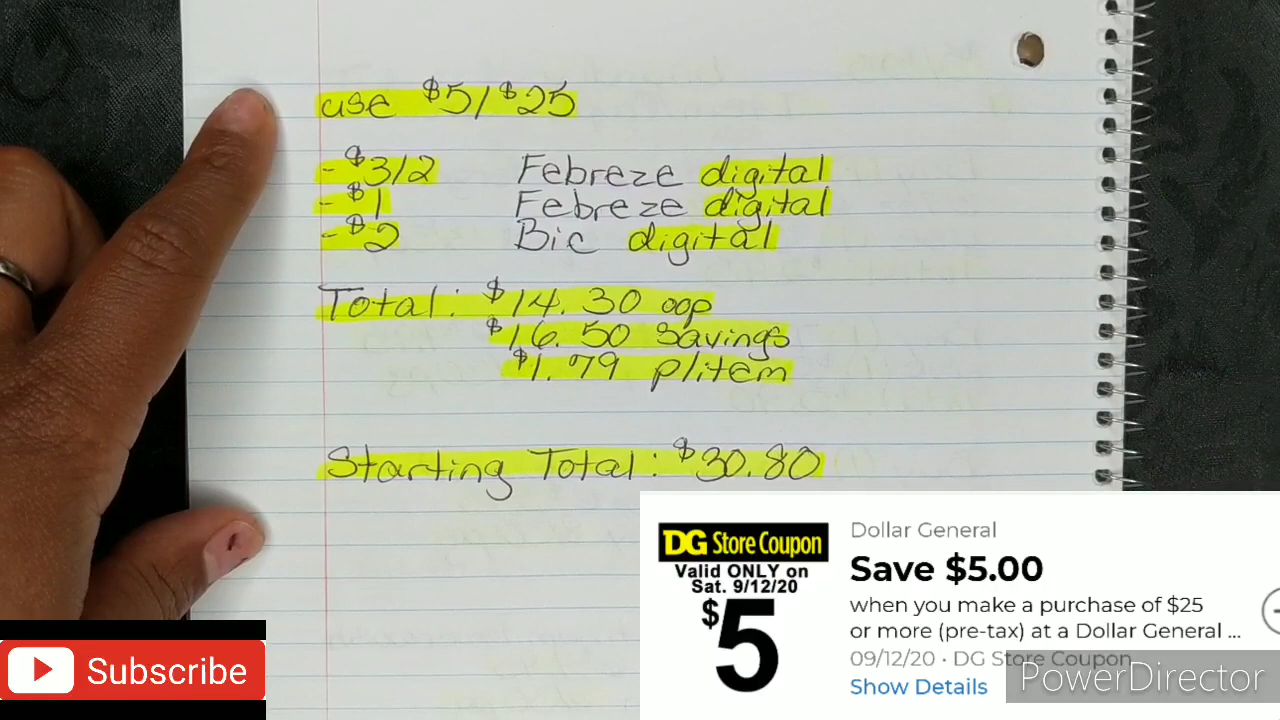 use $5/$25
- $3/2 Febreze digital
- $1 Febreze digital
- $2 Bic digital
Total: $14.30 oop
$16.50 savings
$1.79 p/item
Starting Total: $30.80
DG Store Coupon
Valid ONLY on
Sat. 9/12/20
$5
Dollar General
Save $5.00
when you make a purchase of $25
or more (pre-tax) at a Dollar General ...
09/12/20 • DG Store Coupon
Show Details
Subscribe
PowerDirector